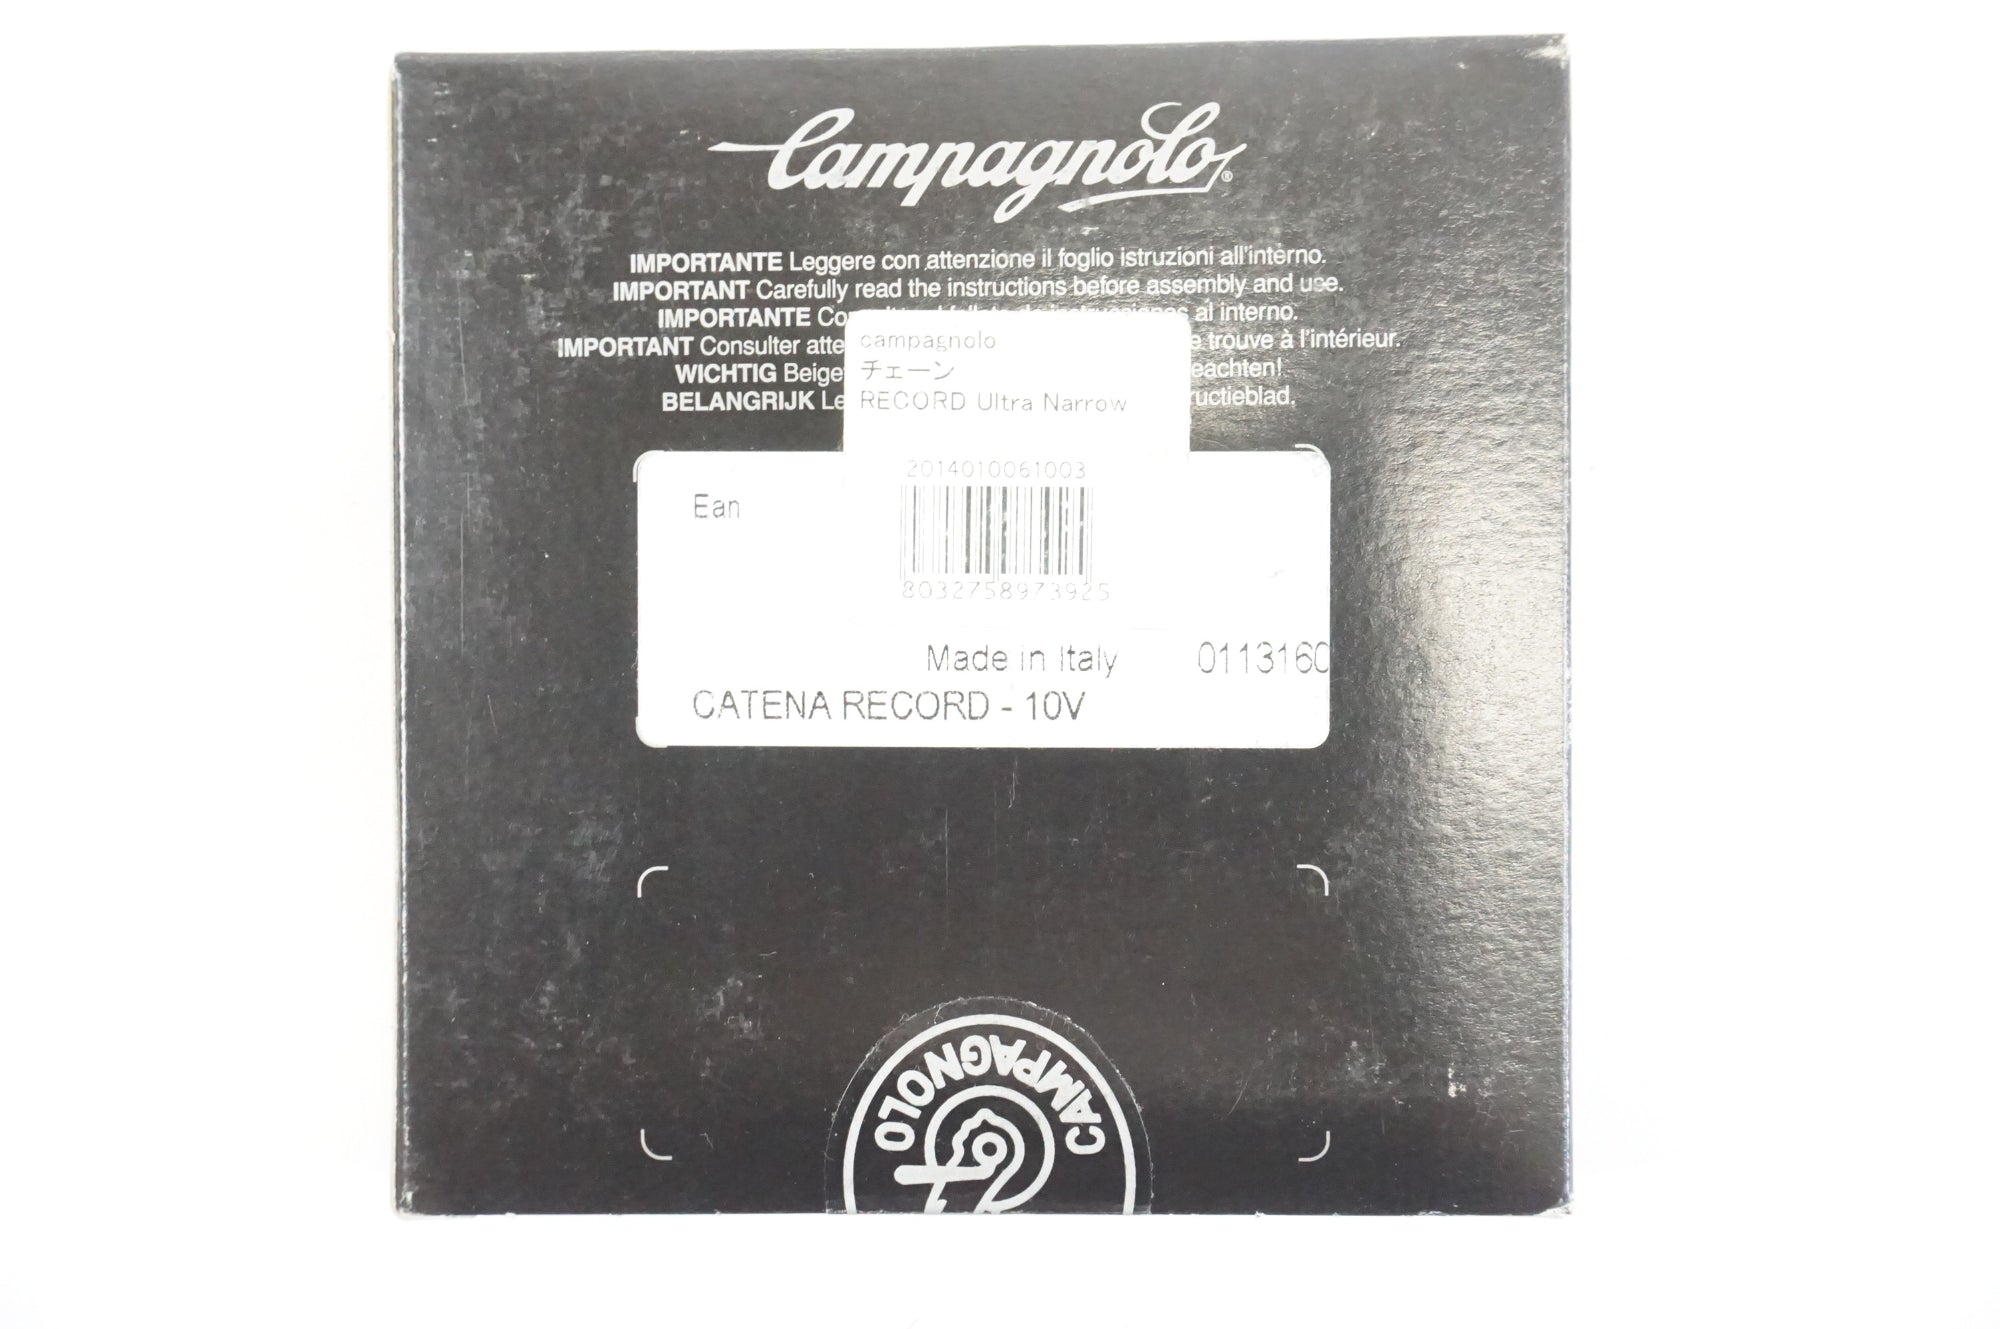 Campagnolo®
IMPORTANTE Leggere con attenzione il foglio istruzioni all'interno.
IMPORTANT Carefully read the instructions before assembly and use.
IMPORTANTE al interno.
IMPORTANT Consulter trouve à l'intérieur.
WICHTIG
BELANGRIJK
campagnolo
チェーン
RECORD Ultra Narrow
2014010061003
Ean
8032758973925
Made in Italy 0113160
CATENA RECORD - 10V
CAMPAGNOLO